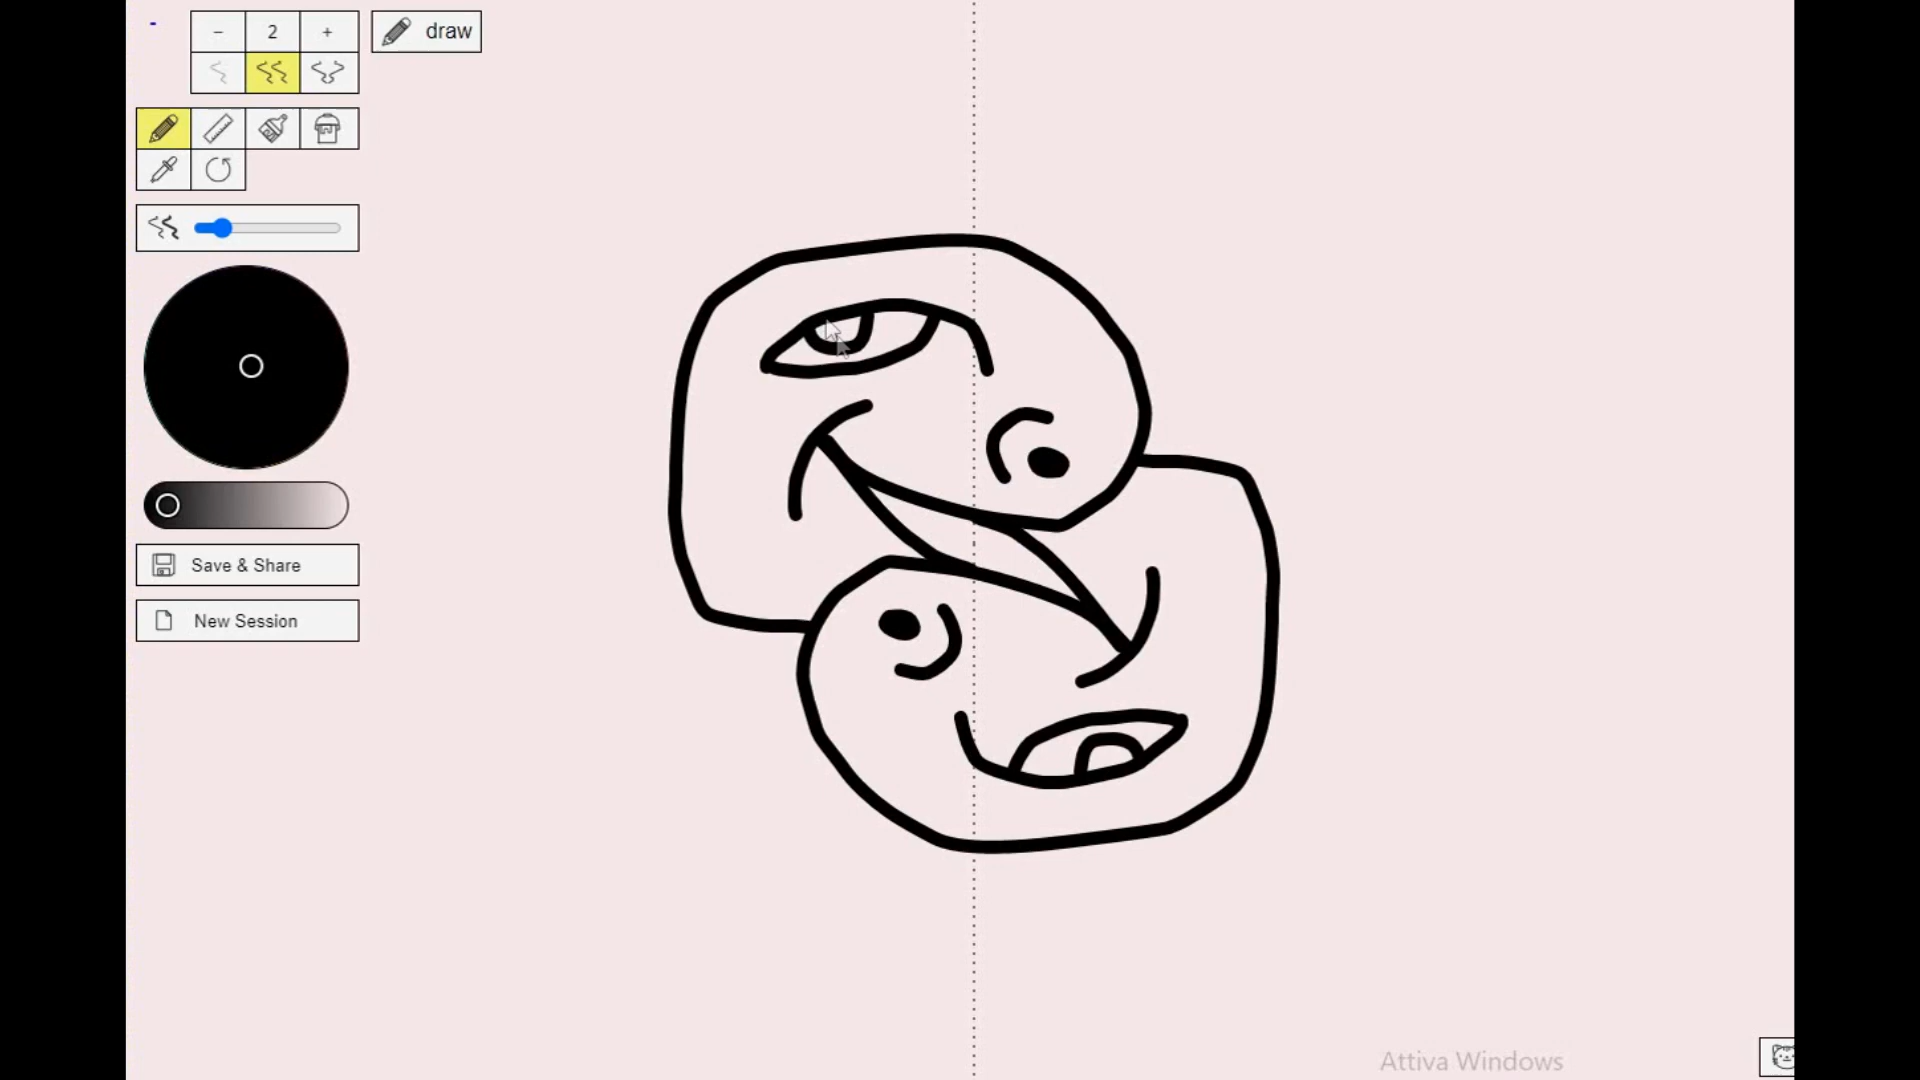 − 2 +
draw
Save & Share
New Session
Attiva Windows